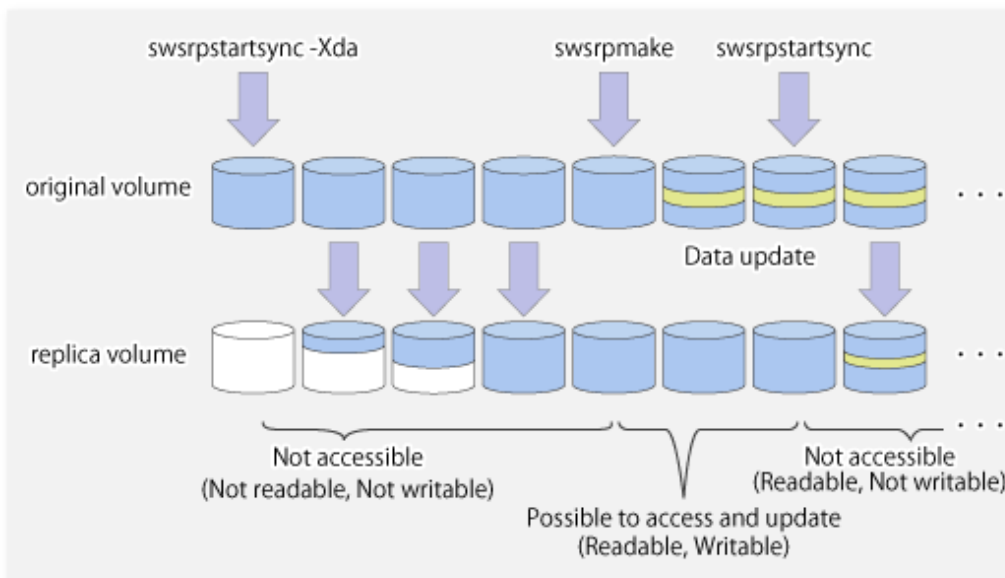 swsrpstartsync -Xda
swsrpmake
swsrpstartsync
original volume
. . .
Data update
replica volume
. . .
. . .
Not accessible
(Not readable, Not writable)
Not accessible
(Readable, Not writable)
Possible to access and update
(Readable, Writable)